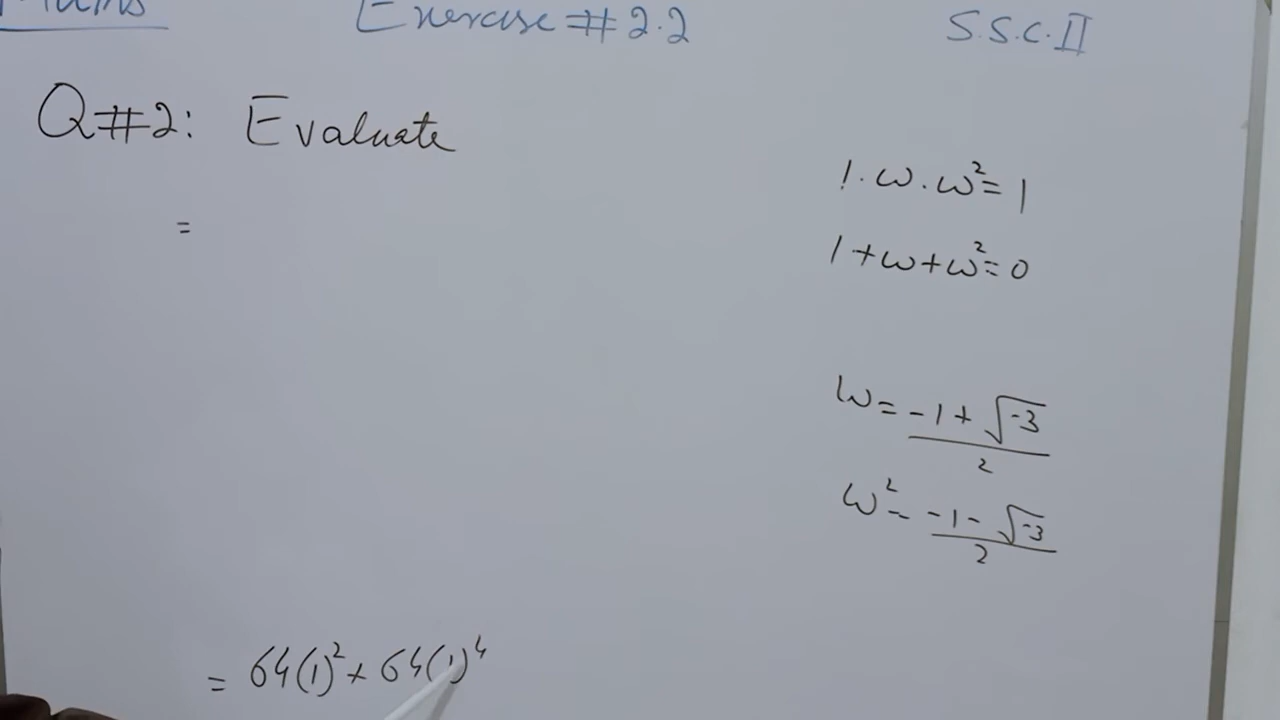 Maths Exercise # 2.2 S.S.C.II
Q#2: Evaluate
1.ω.ω²=1
=
1+ω+ω²=0
ω=-1+√-3
2
ω²=-1-√-3
2
=64(1)²+64(1)⁴